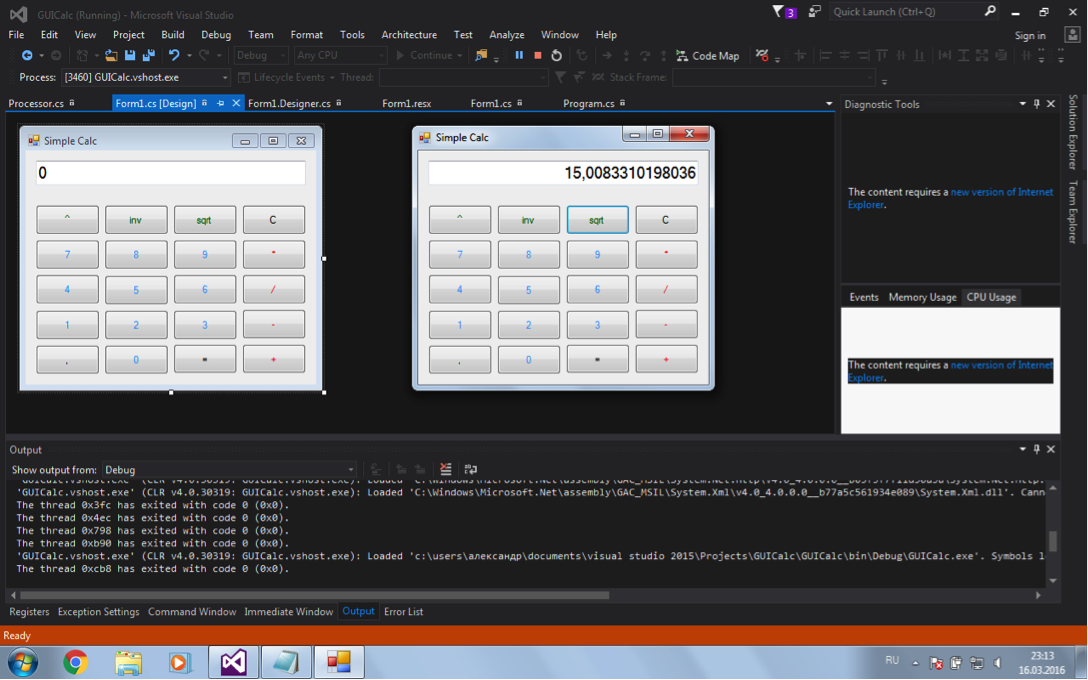 GUICalc (Running) - Microsoft Visual Studio
3
Quick Launch (Ctrl+Q)
File Edit View Project Build Debug Team Format Tools Architecture Test Analyze Window Help
Sign in
Debug Any CPU Continue Code Map
Process: [3460] GUICalc.vshost.exe Lifecycle Events Thread: Stack Frame:
Processor.cs Form1.cs [Design] Form1.Designer.cs Form1.resx Form1.cs Program.cs
Simple Calc
0
^ inv sqrt C
7 8 9 *
4 5 6 /
1 2 3 -
, 0 = +
Simple Calc
15,0083310198036
^ inv sqrt C
7 8 9 *
4 5 6 /
1 2 3 -
, 0 = +
Diagnostic Tools
The content requires a new version of Internet
Explorer.
Events Memory Usage CPU Usage
The content requires a new version of Internet
Explorer.
Solution Explorer
Team Explorer
Output
Show output from: Debug
'GUICalc.vshost.exe' (CLR v4.0.30319: GUICalc.vshost.exe): Loaded 'C:\Windows\Microsoft.Net\assembly\GAC_MSIL\System.Xml\v4.0_4.0.0.0__b77a5c561934e089\System.Xml.dll'. Cann
The thread 0x3fc has exited with code 0 (0x0).
The thread 0x4ec has exited with code 0 (0x0).
The thread 0x798 has exited with code 0 (0x0).
The thread 0xb90 has exited with code 0 (0x0).
'GUICalc.vshost.exe' (CLR v4.0.30319: GUICalc.vshost.exe): Loaded 'c:\users\александр\documents\visual studio 2015\Projects\GUICalc\GUICalc\bin\Debug\GUICalc.exe'. Symbols l
The thread 0xcb8 has exited with code 0 (0x0).
Registers Exception Settings Command Window Immediate Window Output Error List
Ready
RU
23:13
16.03.2016